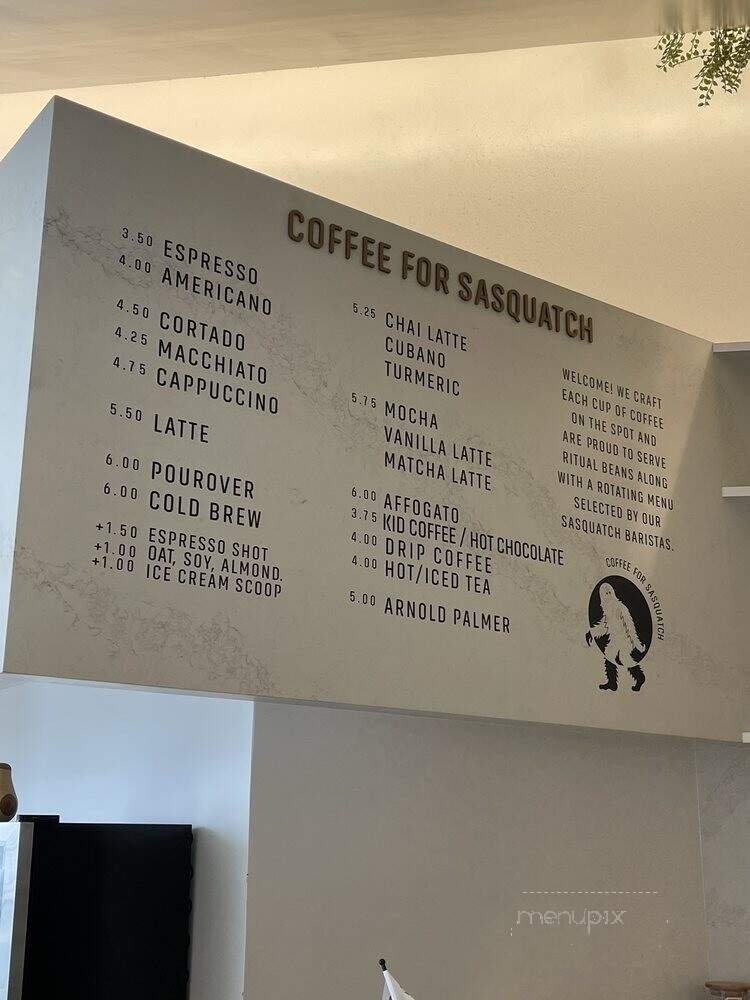 COFFEE FOR SASQUATCH
3.50 ESPRESSO
4.00 AMERICANO
4.50 CORTADO
4.25 MACCHIATO
4.75 CAPPUCCINO
5.50 LATTE
6.00 POUROVER
6.00 COLD BREW
+1.50 ESPRESSO SHOT
+1.00 OAT, SOY, ALMOND.
+1.00 ICE CREAM SCOOP
5.25 CHAI LATTE
CUBANO
TURMERIC
5.75 MOCHA
VANILLA LATTE
MATCHA LATTE
6.00 AFFOGATO
3.75 KID COFFEE / HOT CHOCOLATE
4.00 DRIP COFFEE
4.00 HOT/ICED TEA
5.00 ARNOLD PALMER
WELCOME! WE CRAFT
EACH CUP OF COFFEE
ON THE SPOT AND
ARE PROUD TO SERVE
RITUAL BEANS ALONG
WITH A ROTATING MENU
SELECTED BY OUR
SASQUATCH BARISTAS.
COFFEE FOR SASQUATCH
menupix